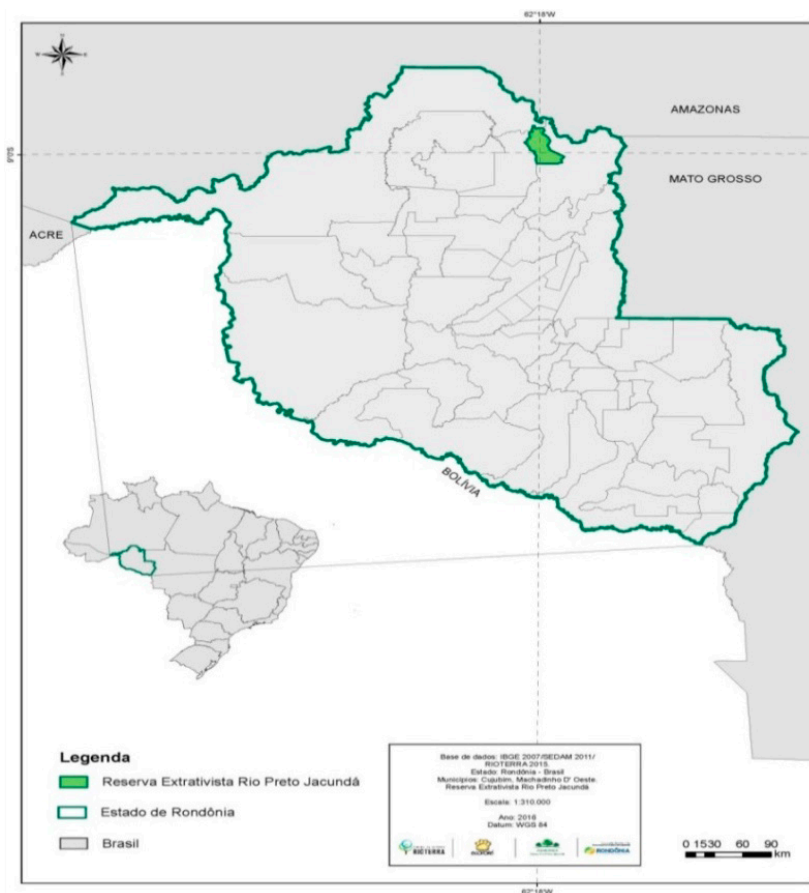 62°18'W
9°0'S
AMAZONAS
MATO GROSSO
ACRE
BOLÍVIA
Legenda
Reserva Extrativista Rio Preto Jacundá
Estado de Rondônia
Brasil
Base de dados: IBGE 2007/SEDAM 2011/
RIOTERRA 2015.
Estado: Rondônia - Brasil
Municípios: Cujubim, Machadinho D' Oeste.
Reserva Extrativista Rio Preto Jacundá
Escala: 1:310.000
Ano: 2016
Datum: WGS 84
RIOTERRA
RONDÔNIA
0 15 30 60 90
km
62°18'W